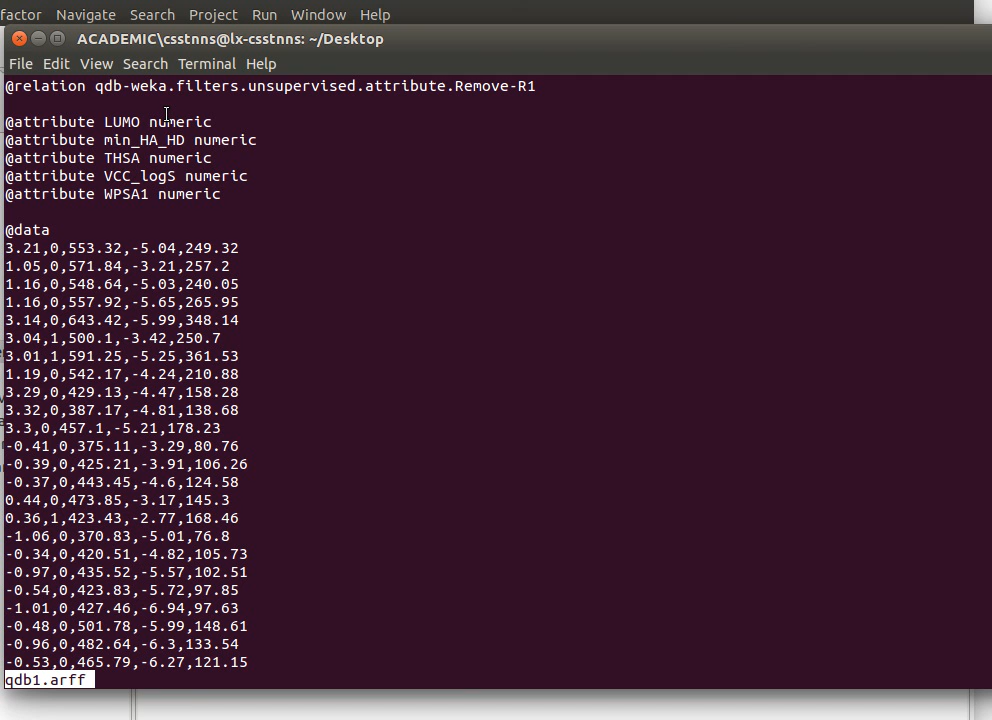 factor Navigate Search Project Run Window Help
ACADEMIC\csstnns@lx-csstnns: ~/Desktop
File Edit View Search Terminal Help
@relation qdb-weka.filters.unsupervised.attribute.Remove-R1
@attribute LUMO numeric
@attribute min_HA_HD numeric
@attribute THSA numeric
@attribute VCC_logS numeric
@attribute WPSA1 numeric
@data
3.21,0,553.32,-5.04,249.32
1.05,0,571.84,-3.21,257.2
1.16,0,548.64,-5.03,240.05
1.16,0,557.92,-5.65,265.95
3.14,0,643.42,-5.99,348.14
3.04,1,500.1,-3.42,250.7
3.01,1,591.25,-5.25,361.53
1.19,0,542.17,-4.24,210.88
3.29,0,429.13,-4.47,158.28
3.32,0,387.17,-4.81,138.68
3.3,0,457.1,-5.21,178.23
-0.41,0,375.11,-3.29,80.76
-0.39,0,425.21,-3.91,106.26
-0.37,0,443.45,-4.6,124.58
0.44,0,473.85,-3.17,145.3
0.36,1,423.43,-2.77,168.46
-1.06,0,370.83,-5.01,76.8
-0.34,0,420.51,-4.82,105.73
-0.97,0,435.52,-5.57,102.51
-0.54,0,423.83,-5.72,97.85
-1.01,0,427.46,-6.94,97.63
-0.48,0,501.78,-5.99,148.61
-0.96,0,482.64,-6.3,133.54
-0.53,0,465.79,-6.27,121.15
qdb1.arff